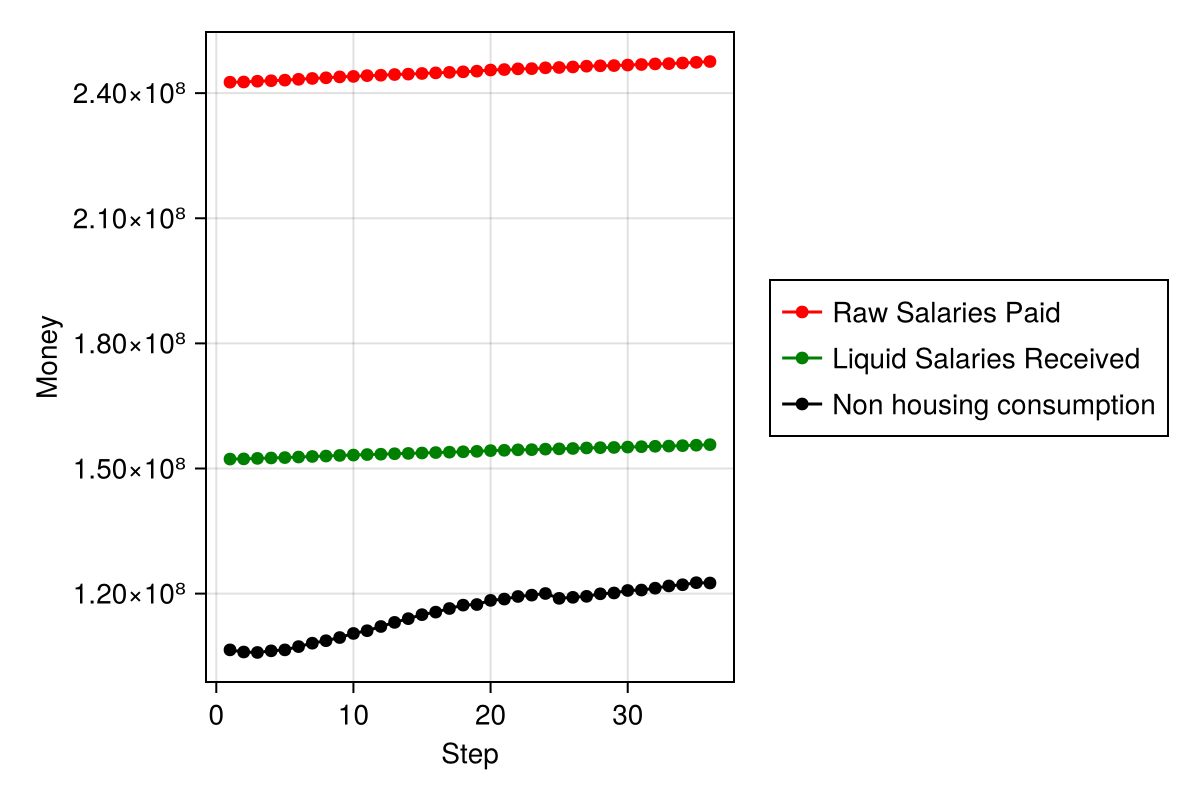 2.40×10⁸
2.10×10⁸
1.80×10⁸
1.50×10⁸
1.20×10⁸
Money
0 10 20 30
Step
Raw Salaries Paid
Liquid Salaries Received
Non housing consumption